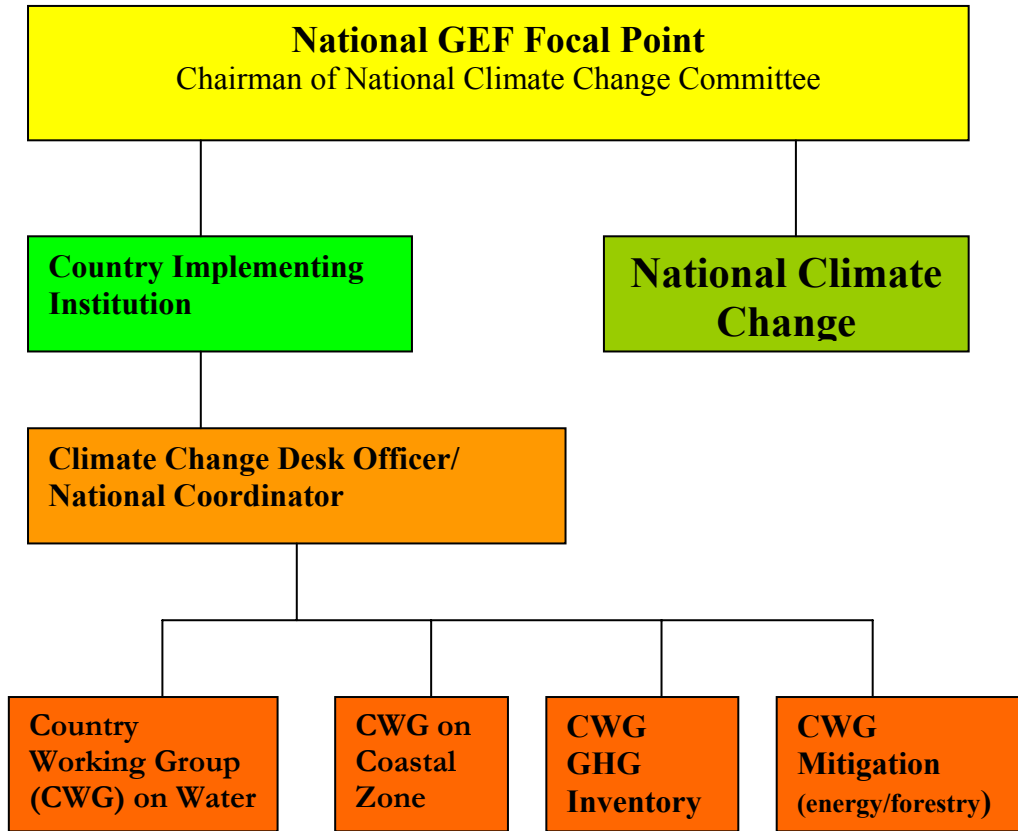 National GEF Focal Point
Chairman of National Climate Change Committee
Country Implementing
Institution
National Climate
Change
Climate Change Desk Officer/
National Coordinator
Country
Working Group
(CWG) on Water
CWG on
Coastal
Zone
CWG
GHG
Inventory
CWG
Mitigation
(energy/forestry)